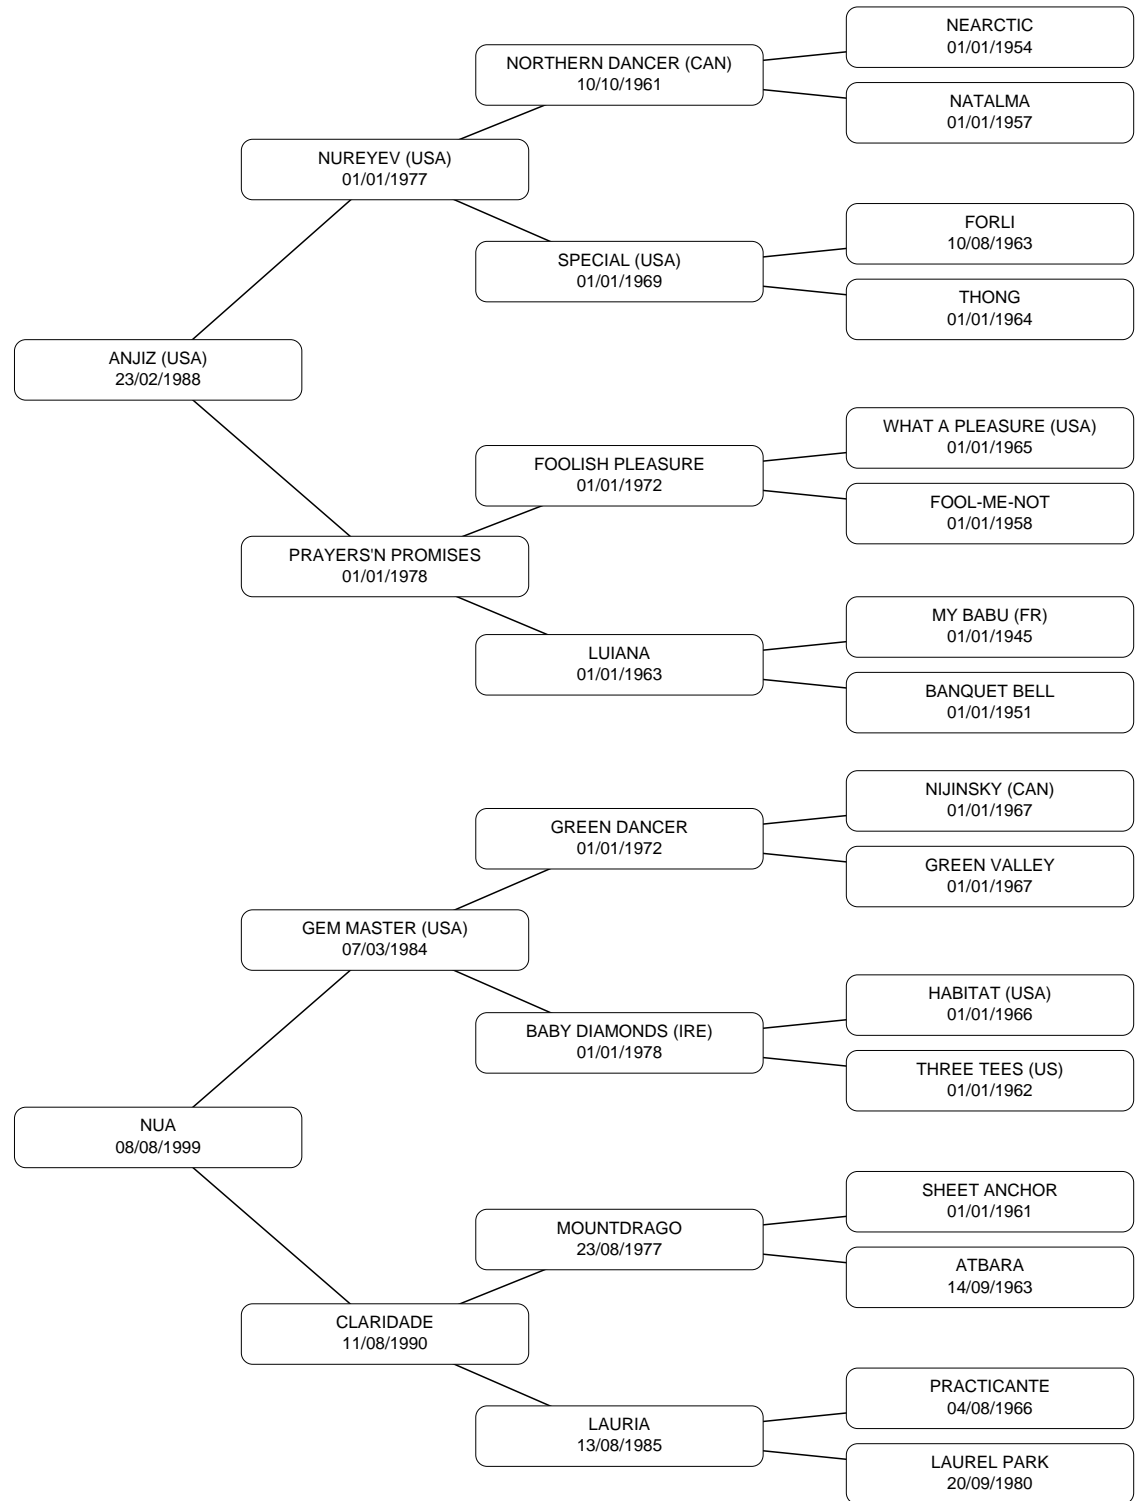 NEARCTIC
01/01/1954
NORTHERN DANCER (CAN)
10/10/1961
NATALMA
01/01/1957
NUREYEV (USA)
01/01/1977
FORLI
10/08/1963
SPECIAL (USA)
01/01/1969
THONG
01/01/1964
ANJIZ (USA)
23/02/1988
WHAT A PLEASURE (USA)
01/01/1965
FOOLISH PLEASURE
01/01/1972
FOOL-ME-NOT
01/01/1958
PRAYERS'N PROMISES
01/01/1978
MY BABU (FR)
01/01/1945
LUIANA
01/01/1963
BANQUET BELL
01/01/1951
NIJINSKY (CAN)
01/01/1967
GREEN DANCER
01/01/1972
GREEN VALLEY
01/01/1967
GEM MASTER (USA)
07/03/1984
HABITAT (USA)
01/01/1966
BABY DIAMONDS (IRE)
01/01/1978
THREE TEES (US)
01/01/1962
NUA
08/08/1999
SHEET ANCHOR
01/01/1961
MOUNTDRAGO
23/08/1977
ATBARA
14/09/1963
CLARIDADE
11/08/1990
PRACTICANTE
04/08/1966
LAURIA
13/08/1985
LAUREL PARK
20/09/1980